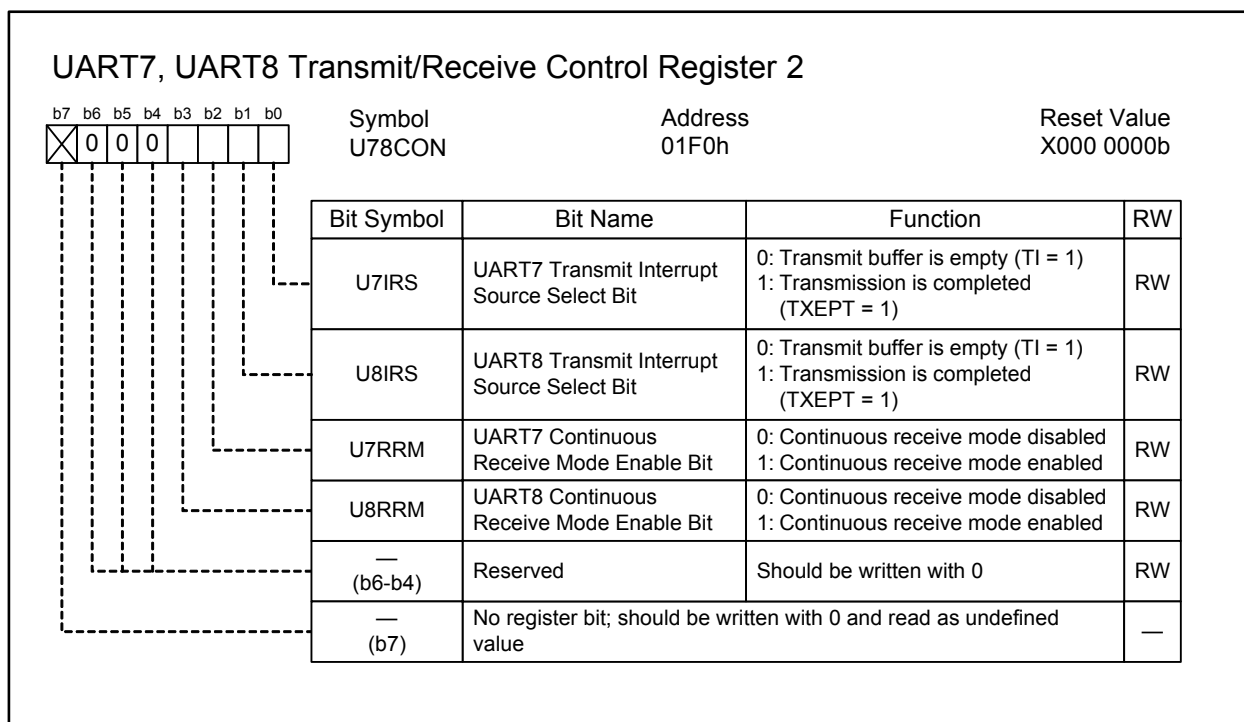 UART7, UART8 Transmit/Receive Control Register 2
b7 b6 b5 b4 b3 b2 b1 b0
0 0 0
Symbol Address Reset Value
U78CON 01F0h X000 0000b
Bit Symbol Bit Name Function RW
U7IRS
UART7 Transmit Interrupt
Source Select Bit
0: Transmit buffer is empty (TI = 1)
1: Transmission is completed
(TXEPT = 1)
RW
U8IRS
UART8 Transmit Interrupt
Source Select Bit
0: Transmit buffer is empty (TI = 1)
1: Transmission is completed
(TXEPT = 1)
RW
U7RRM
UART7 Continuous
Receive Mode Enable Bit
0: Continuous receive mode disabled
1: Continuous receive mode enabled
RW
U8RRM
UART8 Continuous
Receive Mode Enable Bit
0: Continuous receive mode disabled
1: Continuous receive mode enabled
RW
—
(b6-b4)
Reserved
Should be written with 0
RW
—
(b7)
No register bit; should be written with 0 and read as undefined
value
—